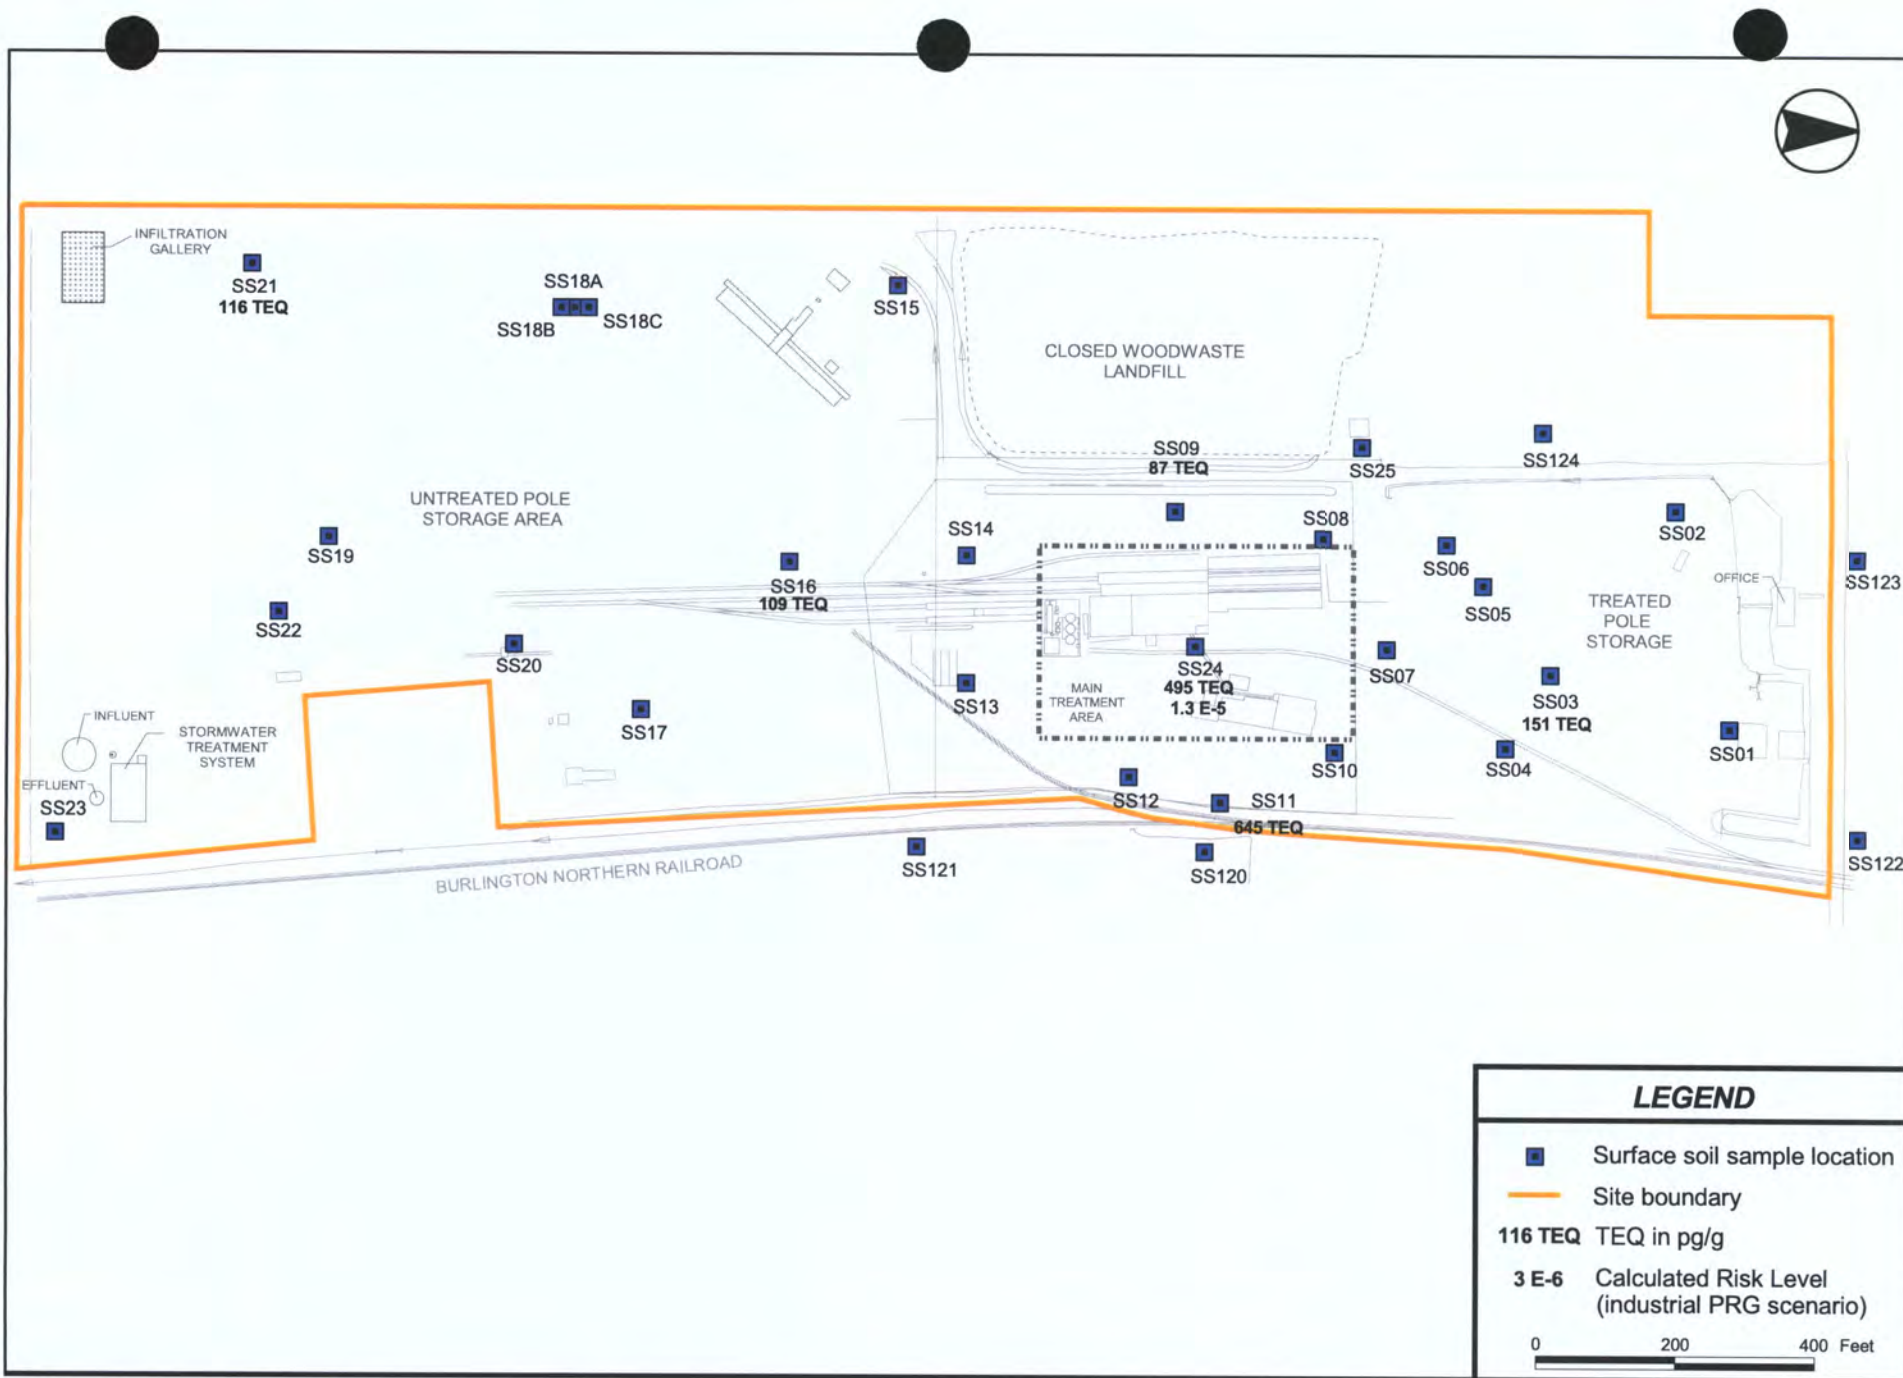 INFILTRATION
GALLERY
SS21
116 TEQ
SS18A
SS18B
SS18C
SS15
CLOSED WOODWASTE
LANDFILL
SS09
87 TEQ
SS25
SS124
UNTREATED POLE
STORAGE AREA
SS19
SS14
SS08
SS02
SS16
109 TEQ
SS06
SS05
OFFICE
SS123
TREATED
POLE
STORAGE
SS22
SS20
SS24
495 TEQ
1.3 E-5
MAIN
TREATMENT
AREA
SS07
SS13
SS03
151 TEQ
SS17
SS01
INFLUENT
STORMWATER
TREATMENT
SYSTEM
EFFLUENT
SS23
SS10
SS04
SS12
SS11
645 TEQ
SS121
SS120
SS122
BURLINGTON NORTHERN RAILROAD
LEGEND
Surface soil sample location
Site boundary
116 TEQ TEQ in pg/g
3 E-6 Calculated Risk Level
(industrial PRG scenario)
0 200 400 Feet